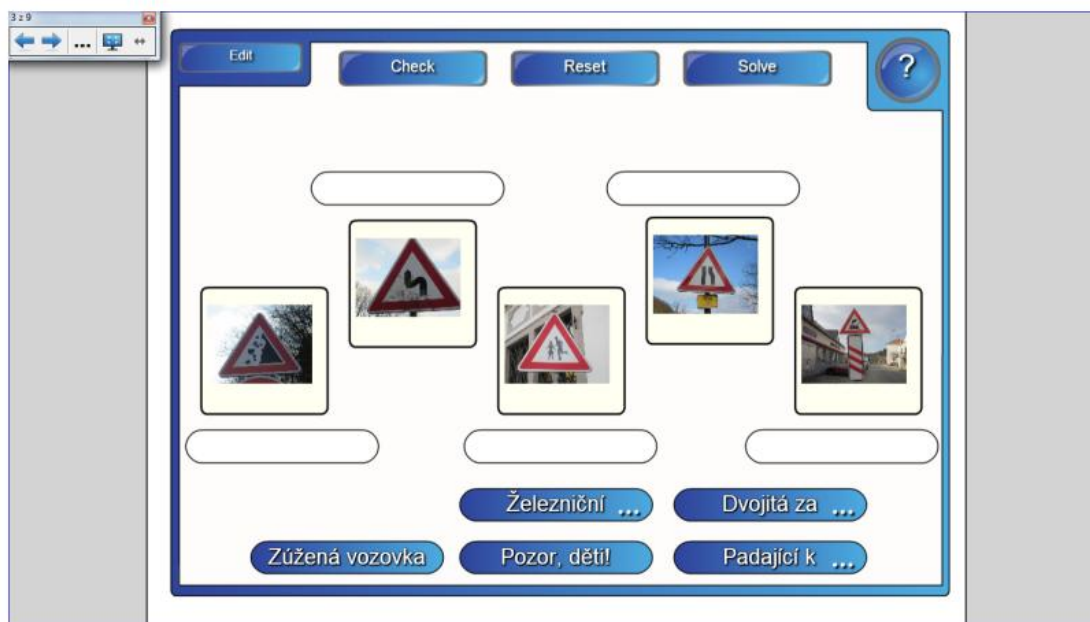 3 z 9
Edit
Check
Reset
Solve
?
Železniční ...
Dvojitá za ...
Zúžená vozovka
Pozor, děti!
Padající k ...